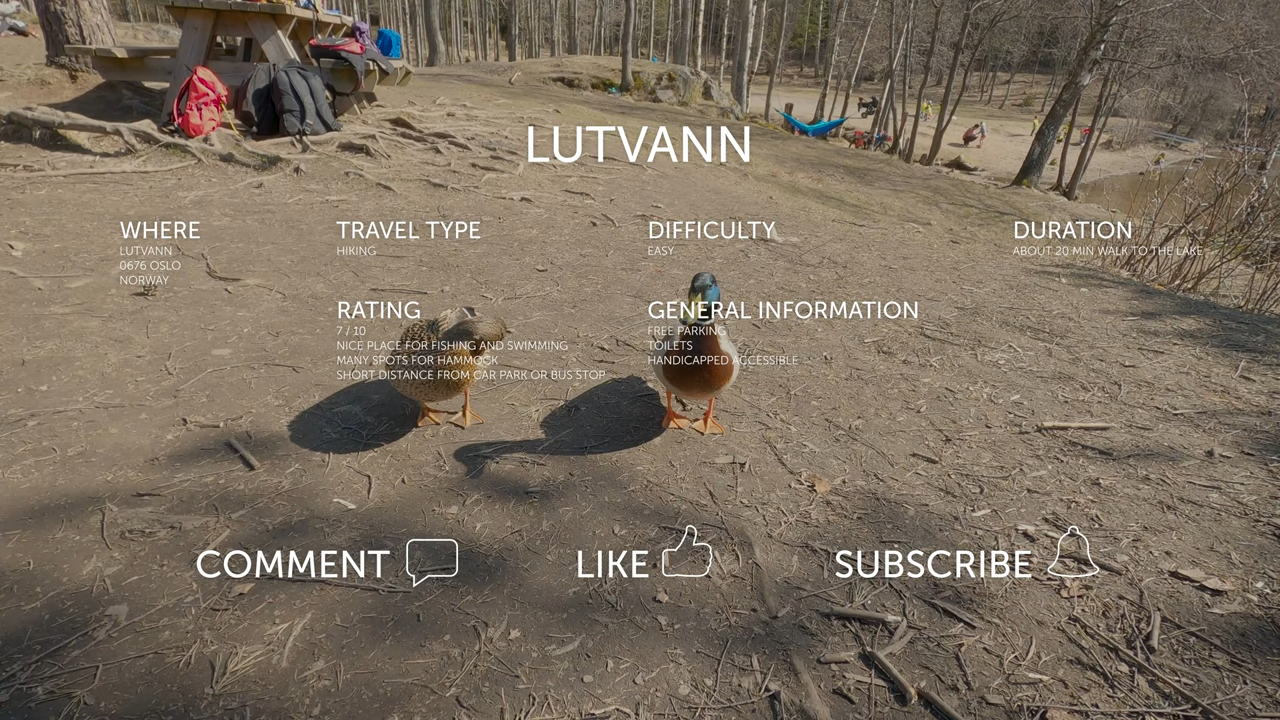 LUTVANN
WHERE
LUTVANN
0676 OSLO
NORWAY
TRAVEL TYPE
HIKING
DIFFICULTY
EASY
DURATION
ABOUT 20 MIN WALK TO THE LAKE
RATING
7 / 10
NICE PLACE FOR FISHING AND SWIMMING
MANY SPOTS FOR HAMMOCK
SHORT DISTANCE FROM CAR PARK OR BUS STOP
GENERAL INFORMATION
FREE PARKING
TOILETS
HANDICAPPED ACCESSIBLE
COMMENT
LIKE
SUBSCRIBE